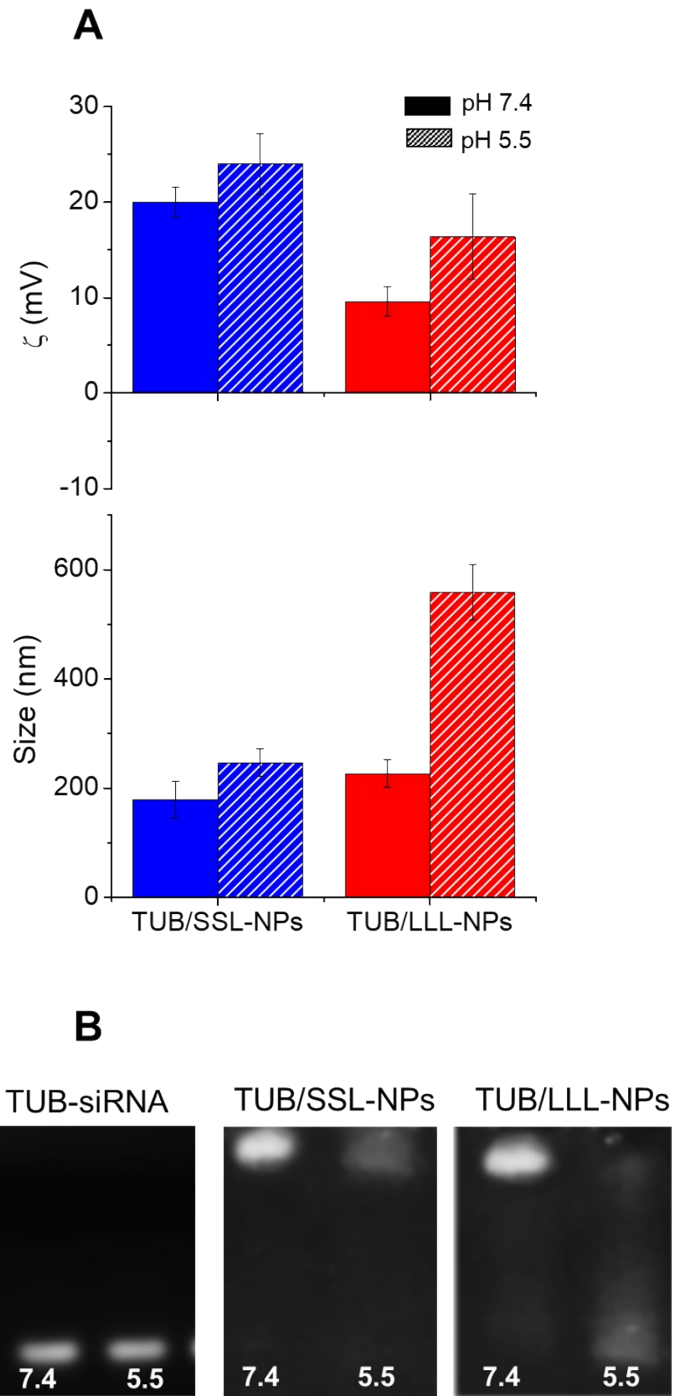 A
30
20
10
0
-10
ζ (mV)
pH 7.4
pH 5.5
600
400
200
0
Size (nm)
TUB/SSL-NPs TUB/LLL-NPs
B
TUB-siRNA TUB/SSL-NPs TUB/LLL-NPs
7.4 5.5 7.4 5.5 7.4 5.5